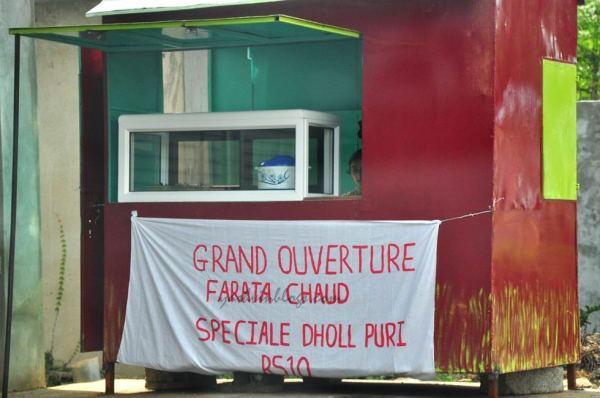 GRAND OUVERTURE
FARATA CHAUD
SPECIALE DHOLL PURI
RS10